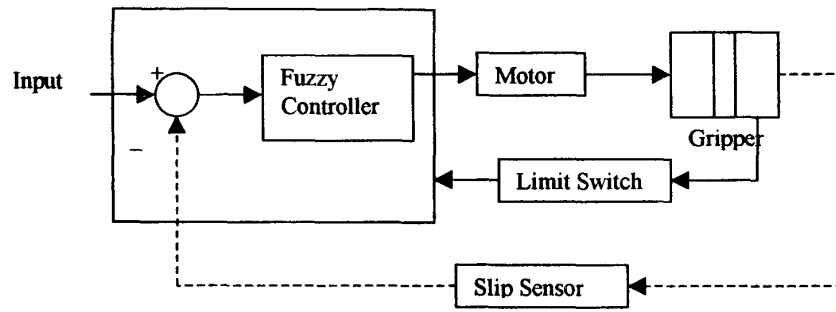 Input
+
−
Fuzzy
Controller
Motor
Gripper
Limit Switch
Slip Sensor